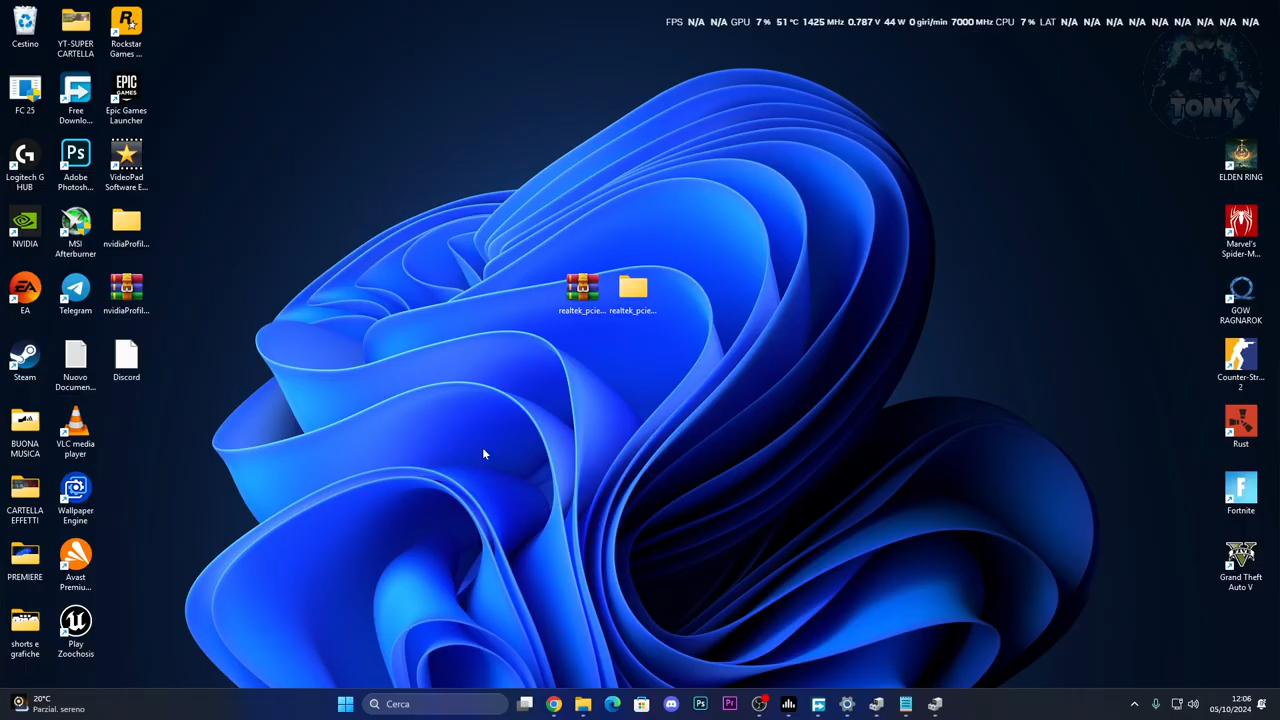 FPS N/A N/A GPU 7 % 51 °C 1425 MHz 0.787 V 44 W 0 giri/min 7000 MHz CPU 7 % LAT N/A N/A N/A N/A N/A N/A N/A N/A N/A
TONY
Cestino
YT-SUPER
CARTELLA
Rockstar
Games ...
FC 25
Free
Downlo...
Epic Games
Launcher
Logitech G
HUB
Adobe
Photosh...
VideoPad
Software E...
NVIDIA
MSI
Afterburner
nvidiaProfil...
EA
Telegram
nvidiaProfil...
Steam
Nuovo
Documen...
Discord
BUONA
MUSICA
VLC media
player
CARTELLA
EFFETTI
Wallpaper
Engine
PREMIERE
Avast
Premiu...
shorts e
grafiche
Play
Zoochosis
realtek_pcie...
realtek_pcie...
ELDEN RING
Marvel's
Spider-M...
GOW
RAGNAROK
Counter-Str...
2
Rust
Fortnite
Grand Theft
Auto V
20°C
Parzial. sereno
Cerca
12:06
05/10/2024